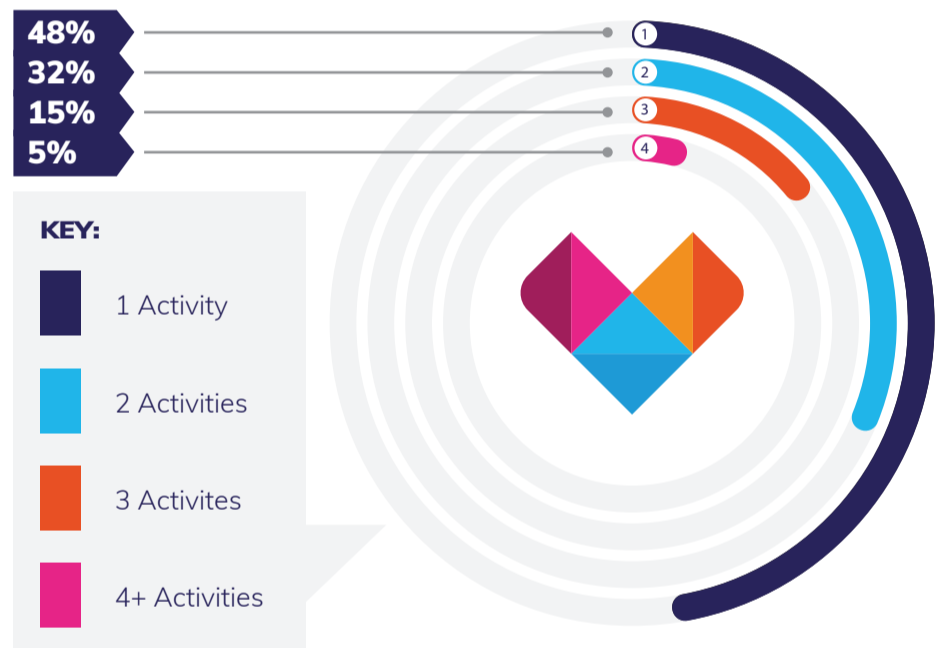 48%
32%
15%
5%
1
2
3
4
KEY:
1 Activity
2 Activities
3 Activites
4+ Activities